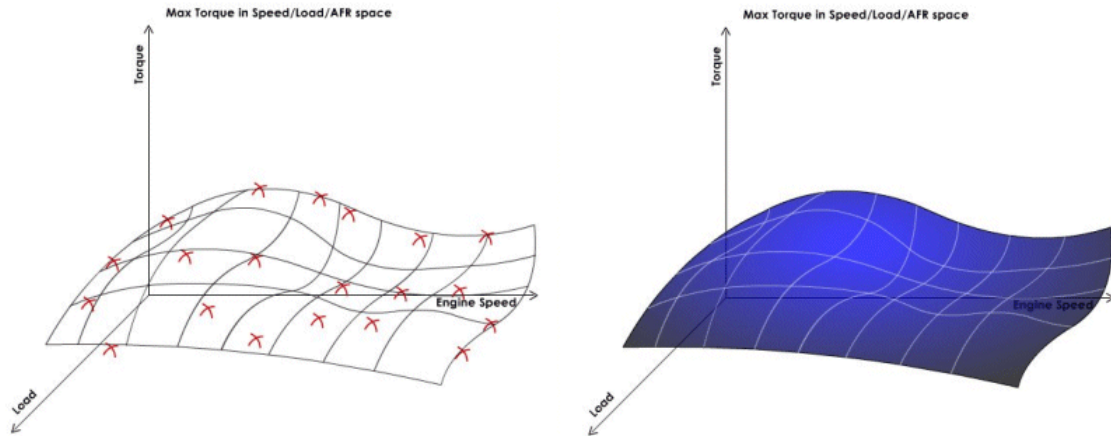 Max Torque in Speed/Load/AFR space
Torque
Engine Speed
Load
Max Torque in Speed/Load/AFR space
Torque
Engine Speed
Load